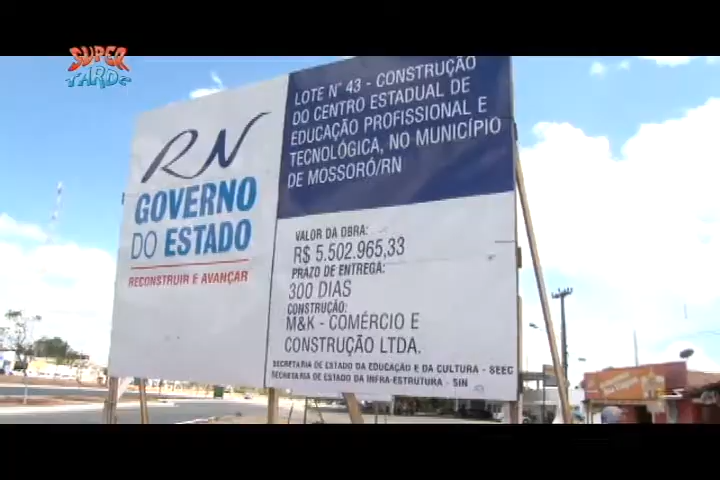 SUPER
TARDE
RN
GOVERNO
DO ESTADO
RECONSTRUIR E AVANÇAR
LOTE N° 43 - CONSTRUÇÃO
DO CENTRO ESTADUAL DE
EDUCAÇÃO PROFISSIONAL E
TECNOLÓGICA, NO MUNICÍPIO
DE MOSSORÓ/RN
VALOR DA OBRA:
R$ 5.502.965,33
PRAZO DE ENTREGA:
300 DIAS
CONSTRUÇÃO:
M&K - COMÉRCIO E
CONSTRUÇÃO LTDA.
SECRETARIA DE ESTADO DA EDUCAÇÃO E DA CULTURA - SEEC
SECRETARIA DE ESTADO DA INFRA-ESTRUTURA - SIN